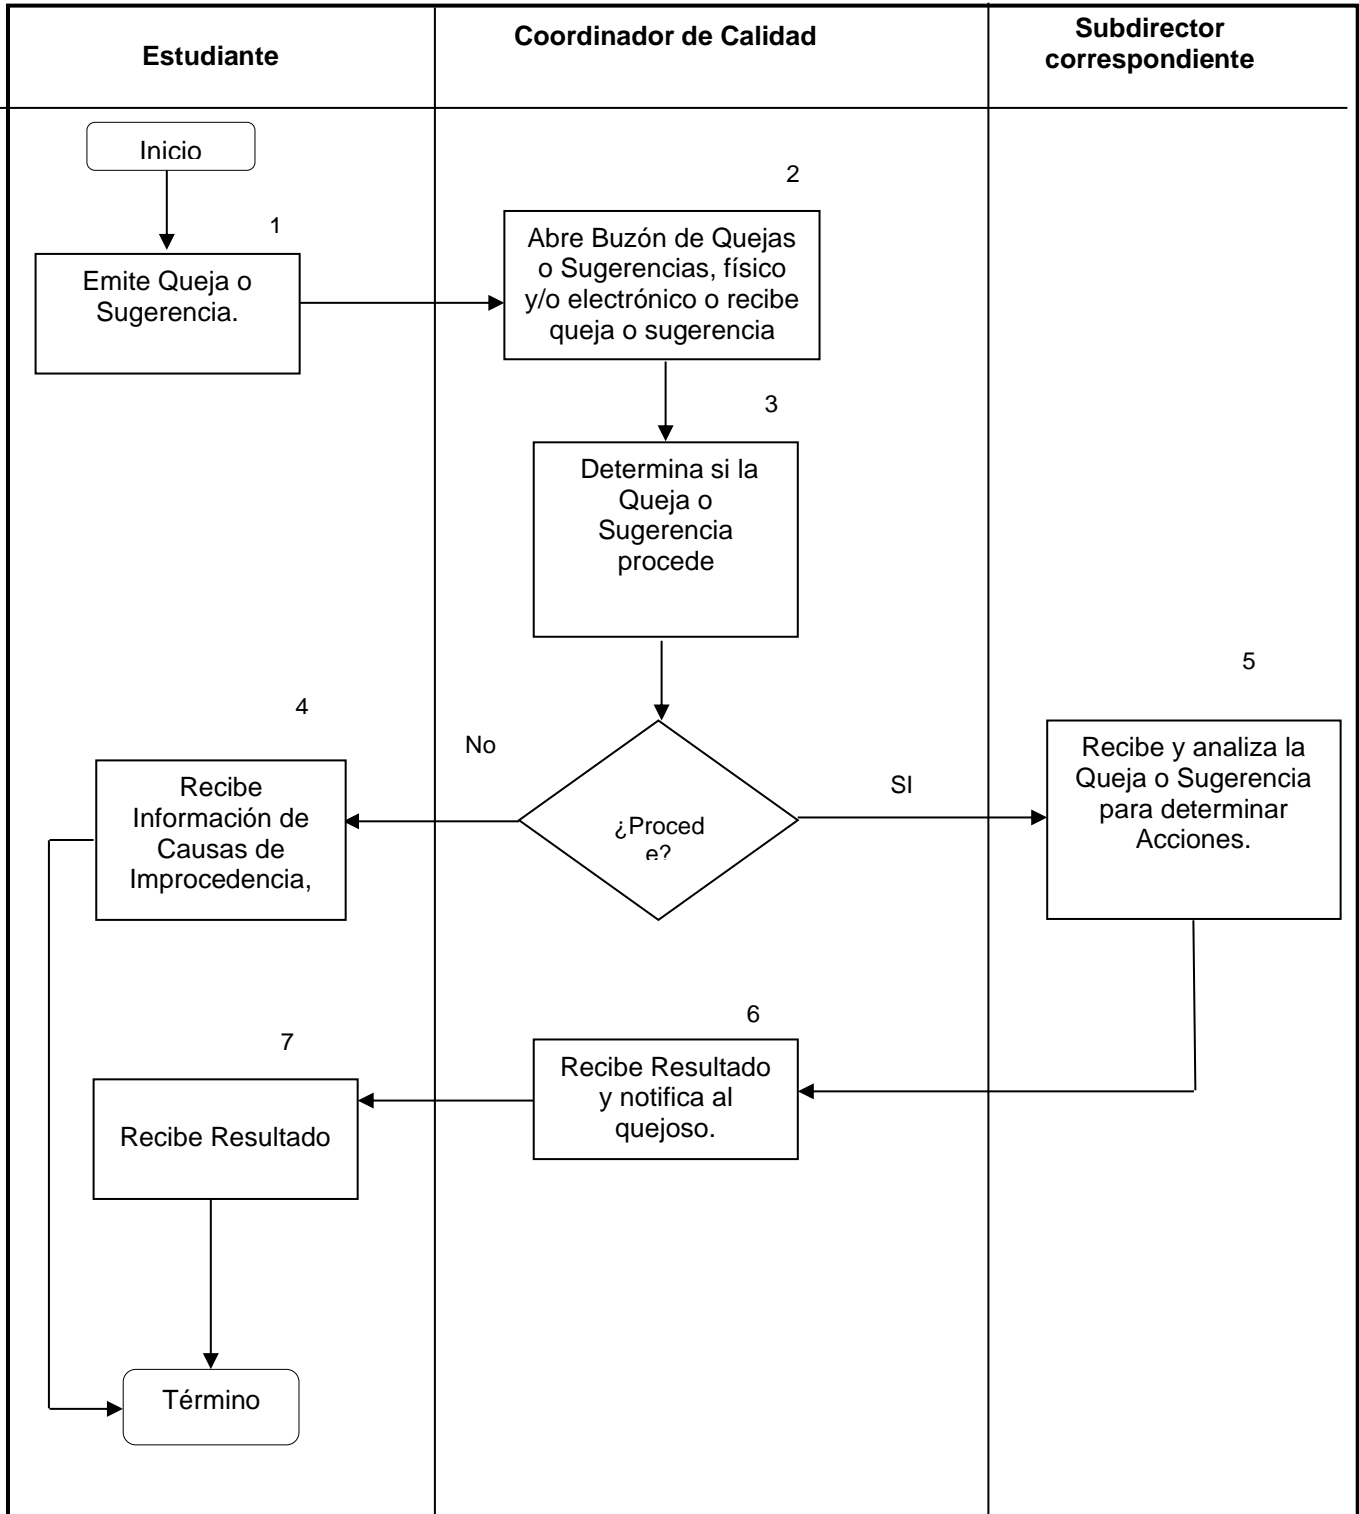 Estudiante
Coordinador de Calidad
Subdirector
correspondiente
Inicio
1
Emite Queja o
Sugerencia.
2
Abre Buzón de Quejas
o Sugerencias, físico
y/o electrónico o recibe
queja o sugerencia
3
Determina si la
Queja o
Sugerencia
procede
¿Proced
e?
No
SI
4
Recibe
Información de
Causas de
Improcedencia,
5
Recibe y analiza la
Queja o Sugerencia
para determinar
Acciones.
6
Recibe Resultado
y notifica al
quejoso.
7
Recibe Resultado
Término